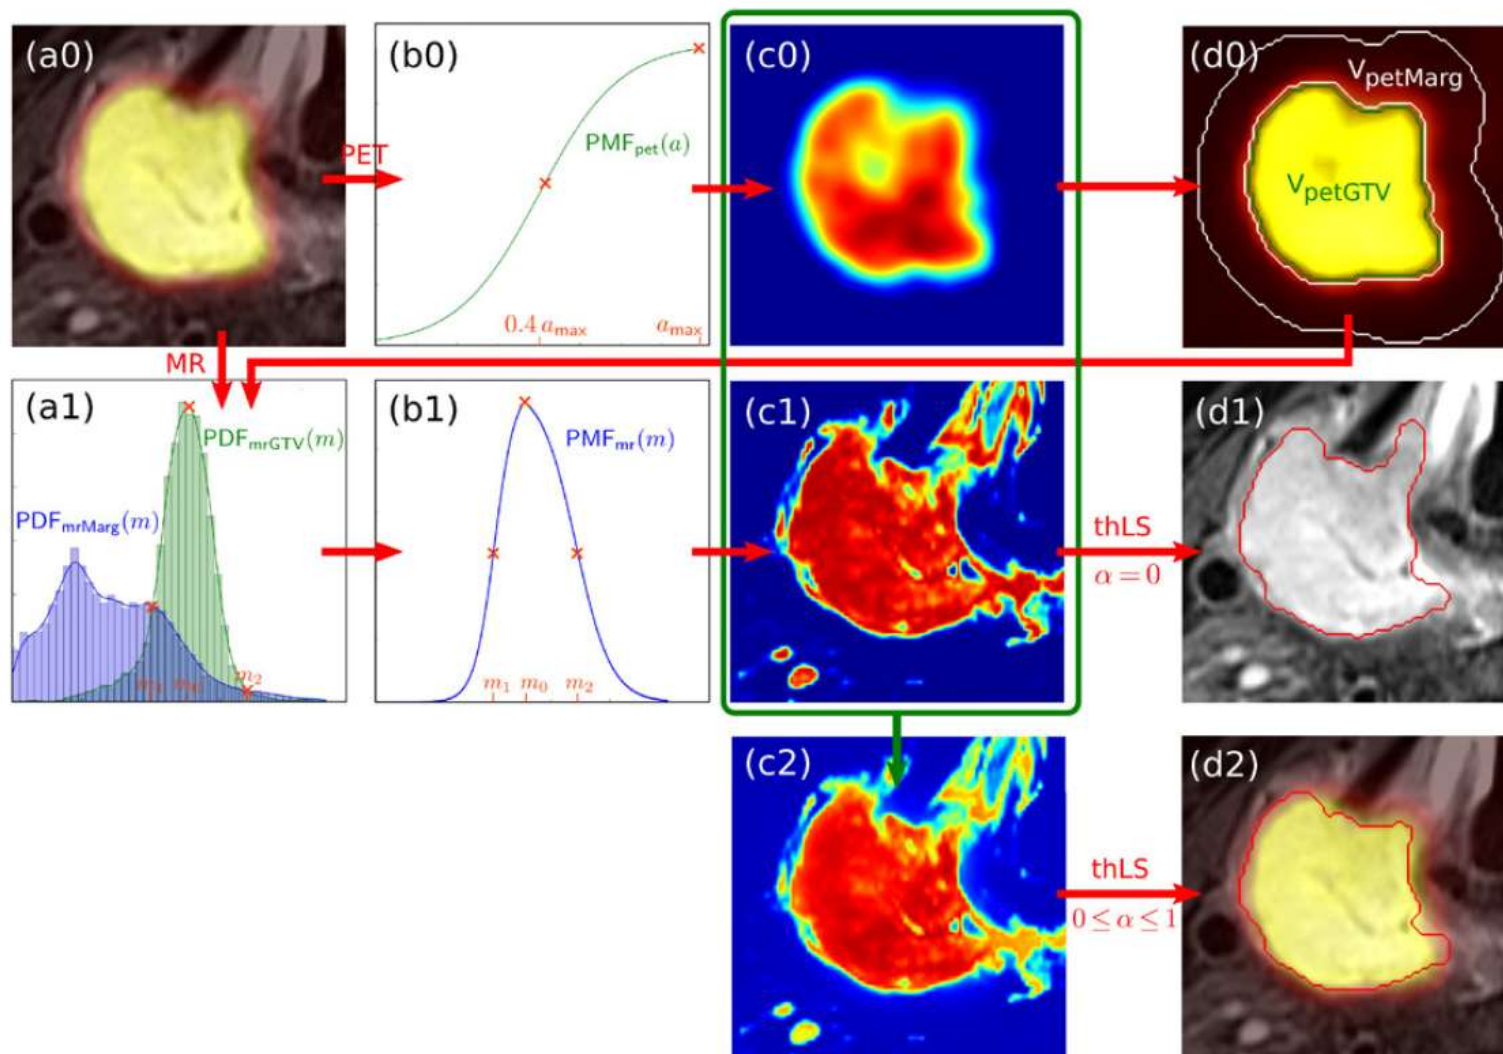 (a0)
(b0)
(c0)
(d0)
V_petMarg
PET
PMF_pet(a)
V_petGTV
0.4 a_max
a_max
MR
(a1)
(b1)
(c1)
(d1)
PDF_mrGTV(m)
PMF_mr(m)
PDF_mrMarg(m)
thLS
α = 0
m_1 m_0 m_2
m_1 m_0 m_2
(c2)
(d2)
thLS
0 ≤ α ≤ 1